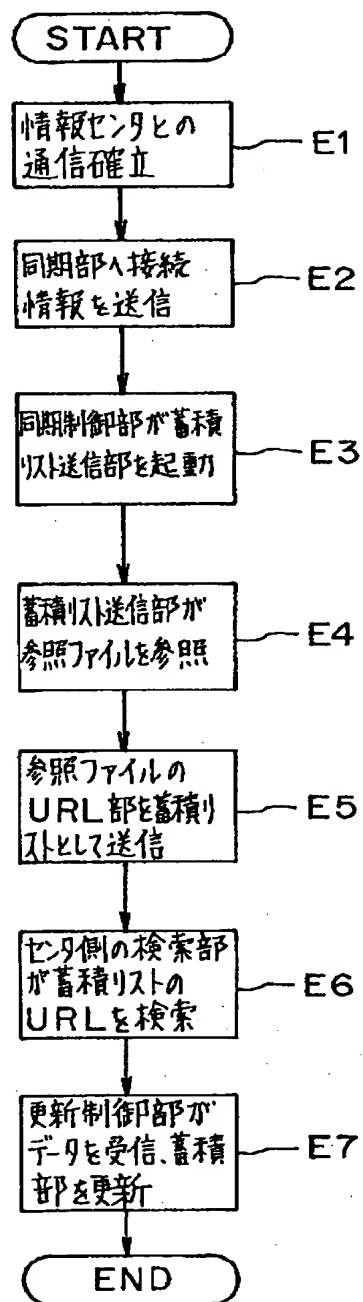 START
情報センタとの
通信確立
E1
同期部へ接続
情報を送信
E2
同期制御部が蓄積
リスト送信部を起動
E3
蓄積リスト送信部が
参照ファイルを参照
E4
参照ファイルの
URL部を蓄積リ
ストとして送信
E5
センタ側の検索部
が蓄積リストの
URLを検索
E6
更新制御部が
データを受信、蓄積
部を更新
E7
END